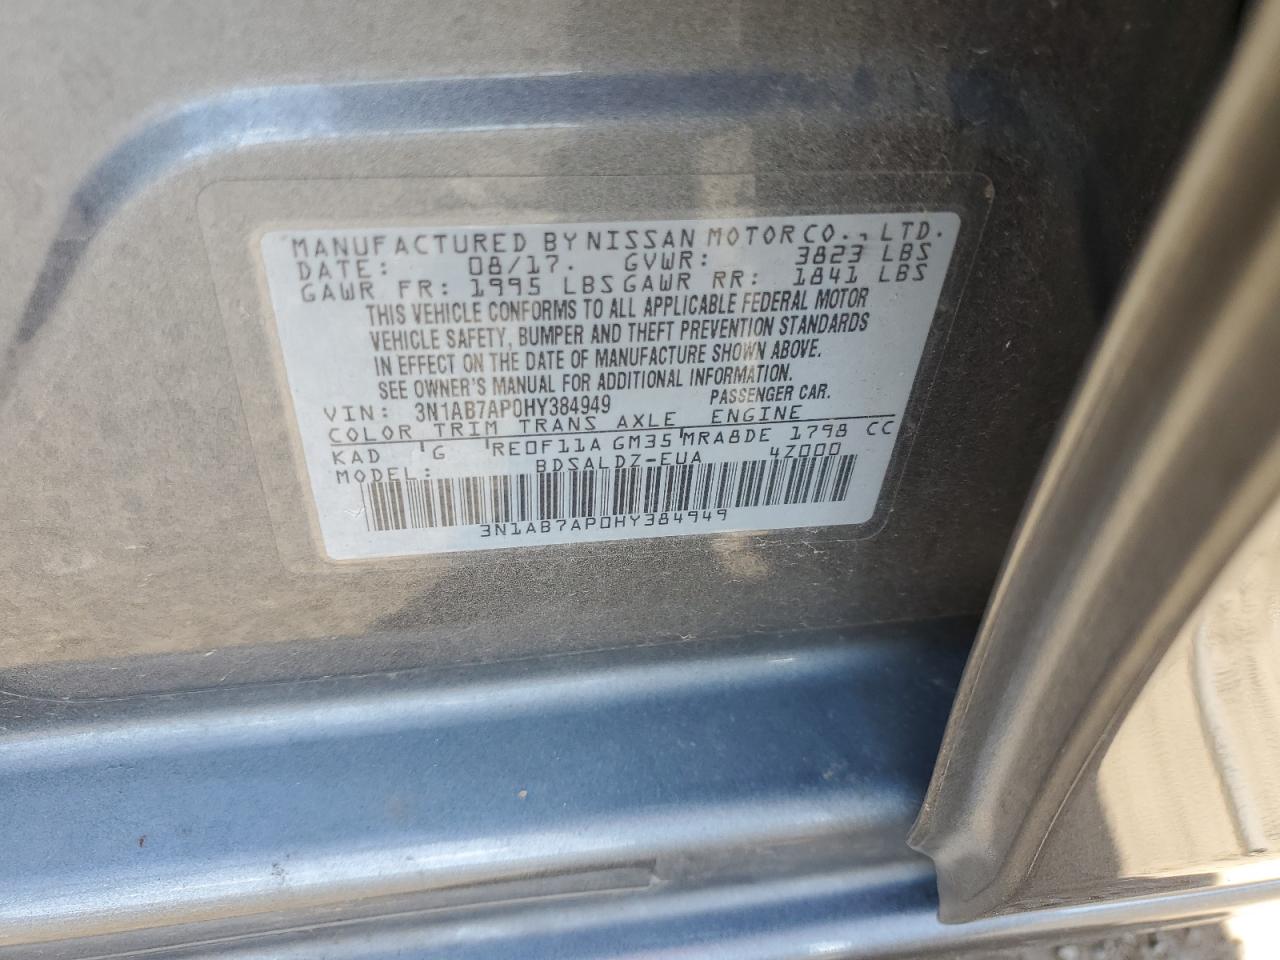 MANUFACTURED BY NISSAN MOTOR CO., LTD.
DATE: 08/17. GVWR: 3823 LBS
GAWR FR: 1995 LBS GAWR RR: 1841 LBS
THIS VEHICLE CONFORMS TO ALL APPLICABLE FEDERAL MOTOR
VEHICLE SAFETY, BUMPER AND THEFT PREVENTION STANDARDS
IN EFFECT ON THE DATE OF MANUFACTURE SHOWN ABOVE.
SEE OWNER'S MANUAL FOR ADDITIONAL INFORMATION.
VIN: 3N1AB7AP0HY384949 PASSENGER CAR.
COLOR TRIM TRANS AXLE ENGINE
KAD G RE0F11A GM35 MRA8DE 1798 CC
MODEL: BDSALDZ-EUA 4Z000
3N1AB7AP0HY384949